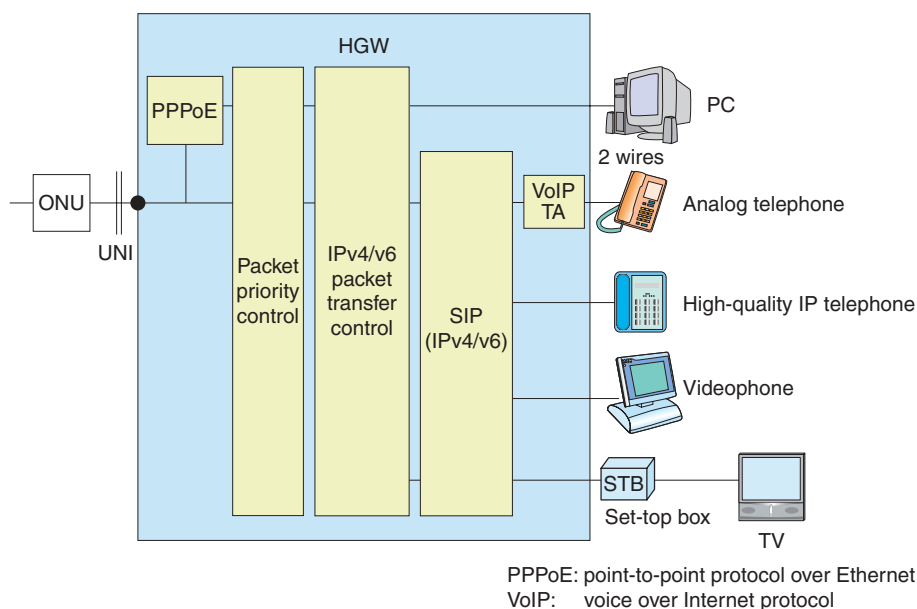 HGW
PPPoE
PC
2 wires
ONU
VoIP
TA
Analog telephone
UNI
Packet
priority
control
IPv4/v6
packet
transfer
control
SIP
(IPv4/v6)
High-quality IP telephone
Videophone
STB
Set-top box
TV
PPPoE: point-to-point protocol over Ethernet
VoIP: voice over Internet protocol